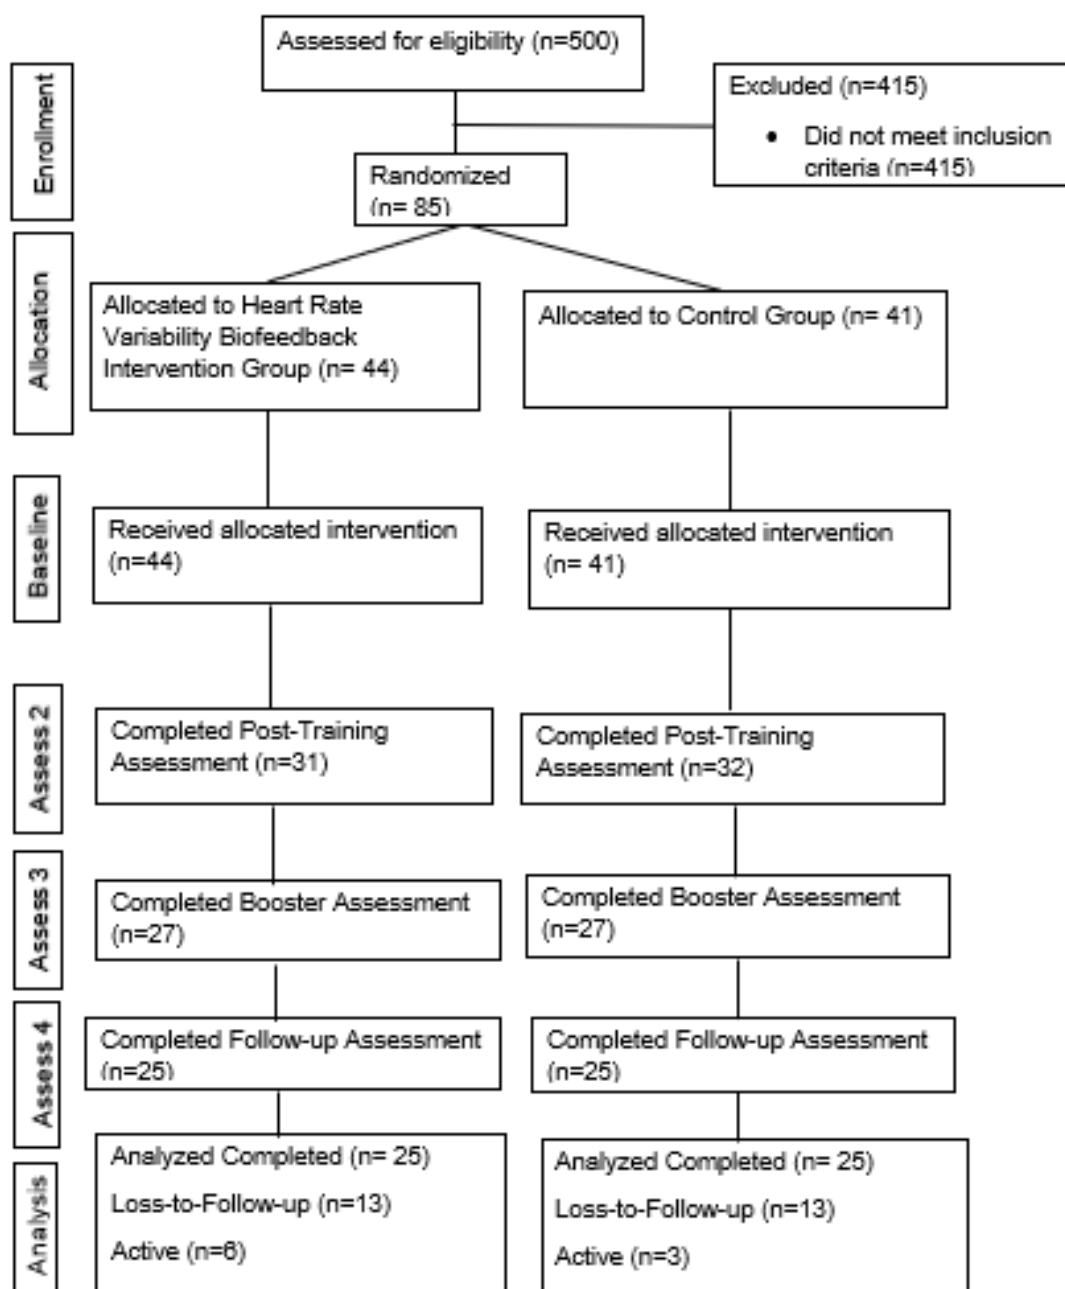 Assessed for eligibility (n=500)
Enrollment
Excluded (n=415)
• Did not meet inclusion
criteria (n=415)
Randomized
(n= 85)
Allocation
Allocated to Heart Rate
Variability Biofeedback
Intervention Group (n= 44)
Allocated to Control Group (n= 41)
Baseline
Received allocated intervention
(n=44)
Received allocated intervention
(n= 41)
Assess 2
Completed Post-Training
Assessment (n=31)
Completed Post-Training
Assessment (n=32)
Assess 3
Completed Booster Assessment
(n=27)
Completed Booster Assessment
(n=27)
Assess 4
Completed Follow-up Assessment
(n=25)
Completed Follow-up Assessment
(n=25)
Analysis
Analyzed Completed (n= 25)
Loss-to-Follow-up (n=13)
Active (n=6)
Analyzed Completed (n= 25)
Loss-to-Follow-up (n=13)
Active (n=3)